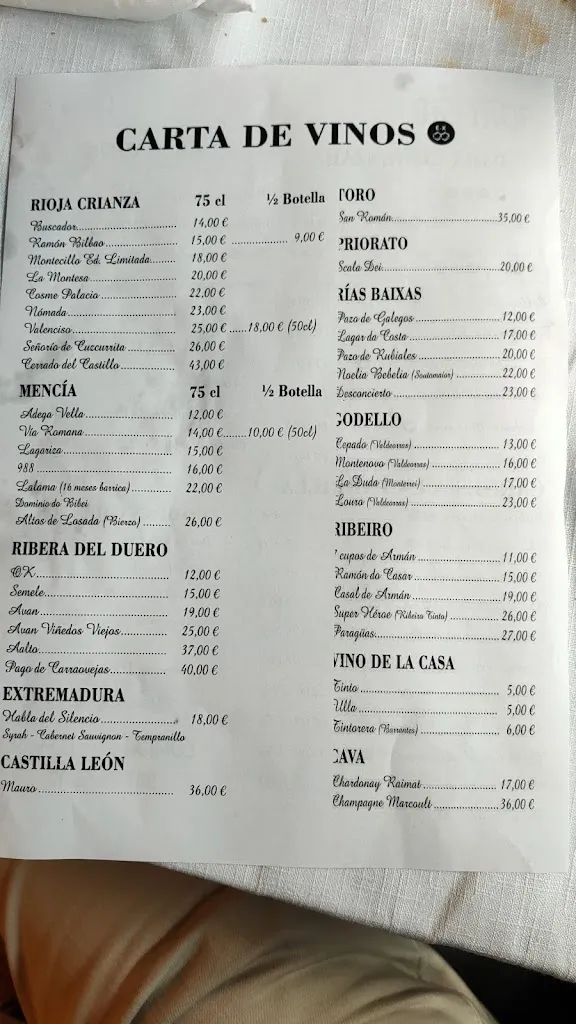 CARTA DE VINOS
RIOJA CRIANZA 75 cl ½ Botella
Buscador 14,00 €
Ramón Bilbao 15,00 € 9,00 €
Montecillo Ed. Limitada 18,00 €
La Montesa 20,00 €
Cosme Palacio 22,00 €
Nómada 23,00 €
Valenciso 25,00 € 18,00 € (50cl)
Señorío de Cuzcurrita 26,00 €
Cerrado del Castillo 43,00 €
MENCÍA 75 cl ½ Botella
Adega Vella 12,00 €
Vía Romana 14,00 € 10,00 € (50cl)
Lagariza 15,00 €
988 16,00 €
Lalama (16 meses barrica) 22,00 €
Dominio do Bibei
Altos de Losada (Bierzo) 26,00 €
RIBERA DEL DUERO
CK 12,00 €
Semele 15,00 €
Avan 19,00 €
Avan Viñedos Viejos 25,00 €
Aalto 37,00 €
Pago de Carraovejas 40,00 €
EXTREMADURA
Habla del Silencio 18,00 €
Syrah - Cabernet Sauvignon - Tempranillo
CASTILLA LEÓN
Mauro 36,00 €
TORO
San Román 35,00 €
PRIORATO
Scala Dei 20,00 €
RÍAS BAIXAS
Pazo de Galegos 12,00 €
Lagar da Costa 17,00 €
Pazo de Rubiales 20,00 €
Noelia Bebelia (Soutomaior) 22,00 €
Desconcierto 23,00 €
GODELLO
Cepado (Valdeorras) 13,00 €
Montenovo (Valdeorras) 16,00 €
La Duda (Monterrei) 17,00 €
Louro (Valdeorras) 23,00 €
RIBEIRO
cupos de Armán 11,00 €
Ramón do Casar 15,00 €
Casal de Armán 19,00 €
Super Héroe (Ribeiro Tinto) 26,00 €
Paragüas 27,00 €
VINO DE LA CASA
Tinto 5,00 €
Ulla 5,00 €
Tintorera (Barrantes) 6,00 €
CAVA
Chardonay Raimat 17,00 €
Champagne Marcoult 36,00 €